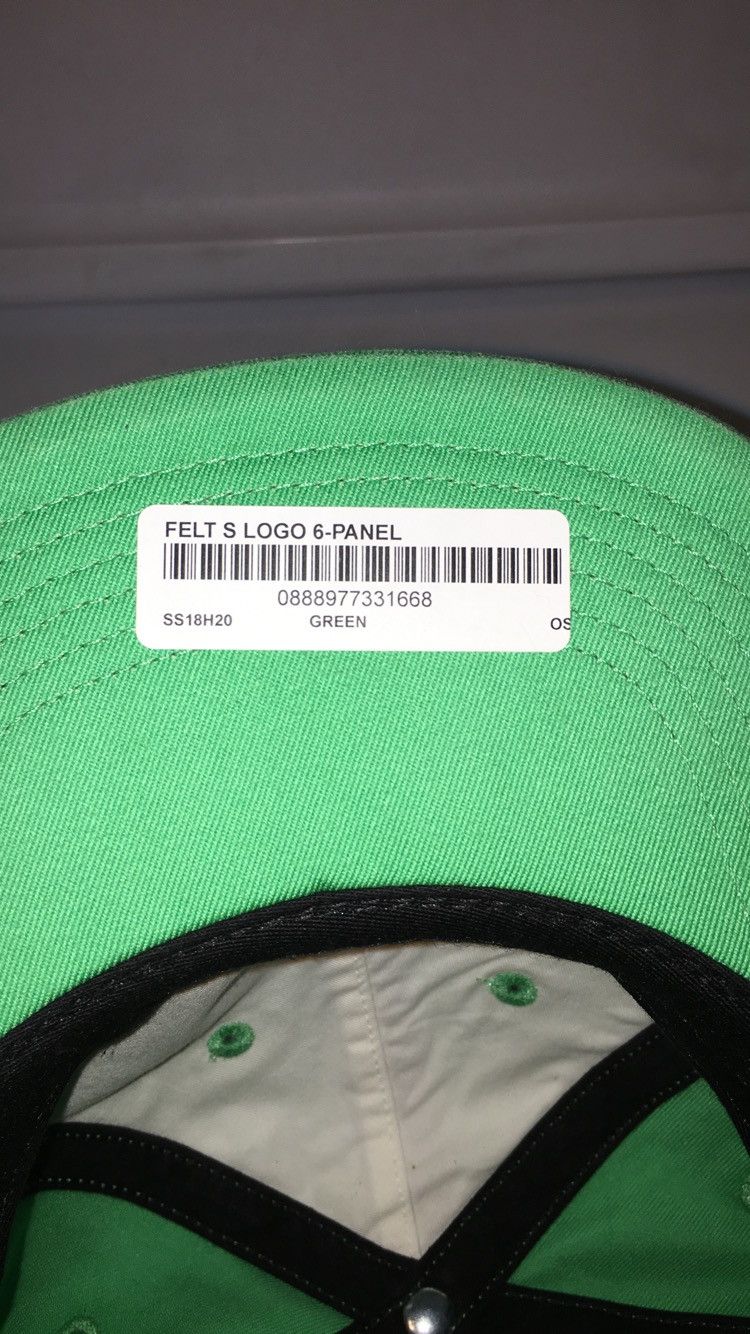 FELT S LOGO 6-PANEL
0888977331668
SS18H20 GREEN OS